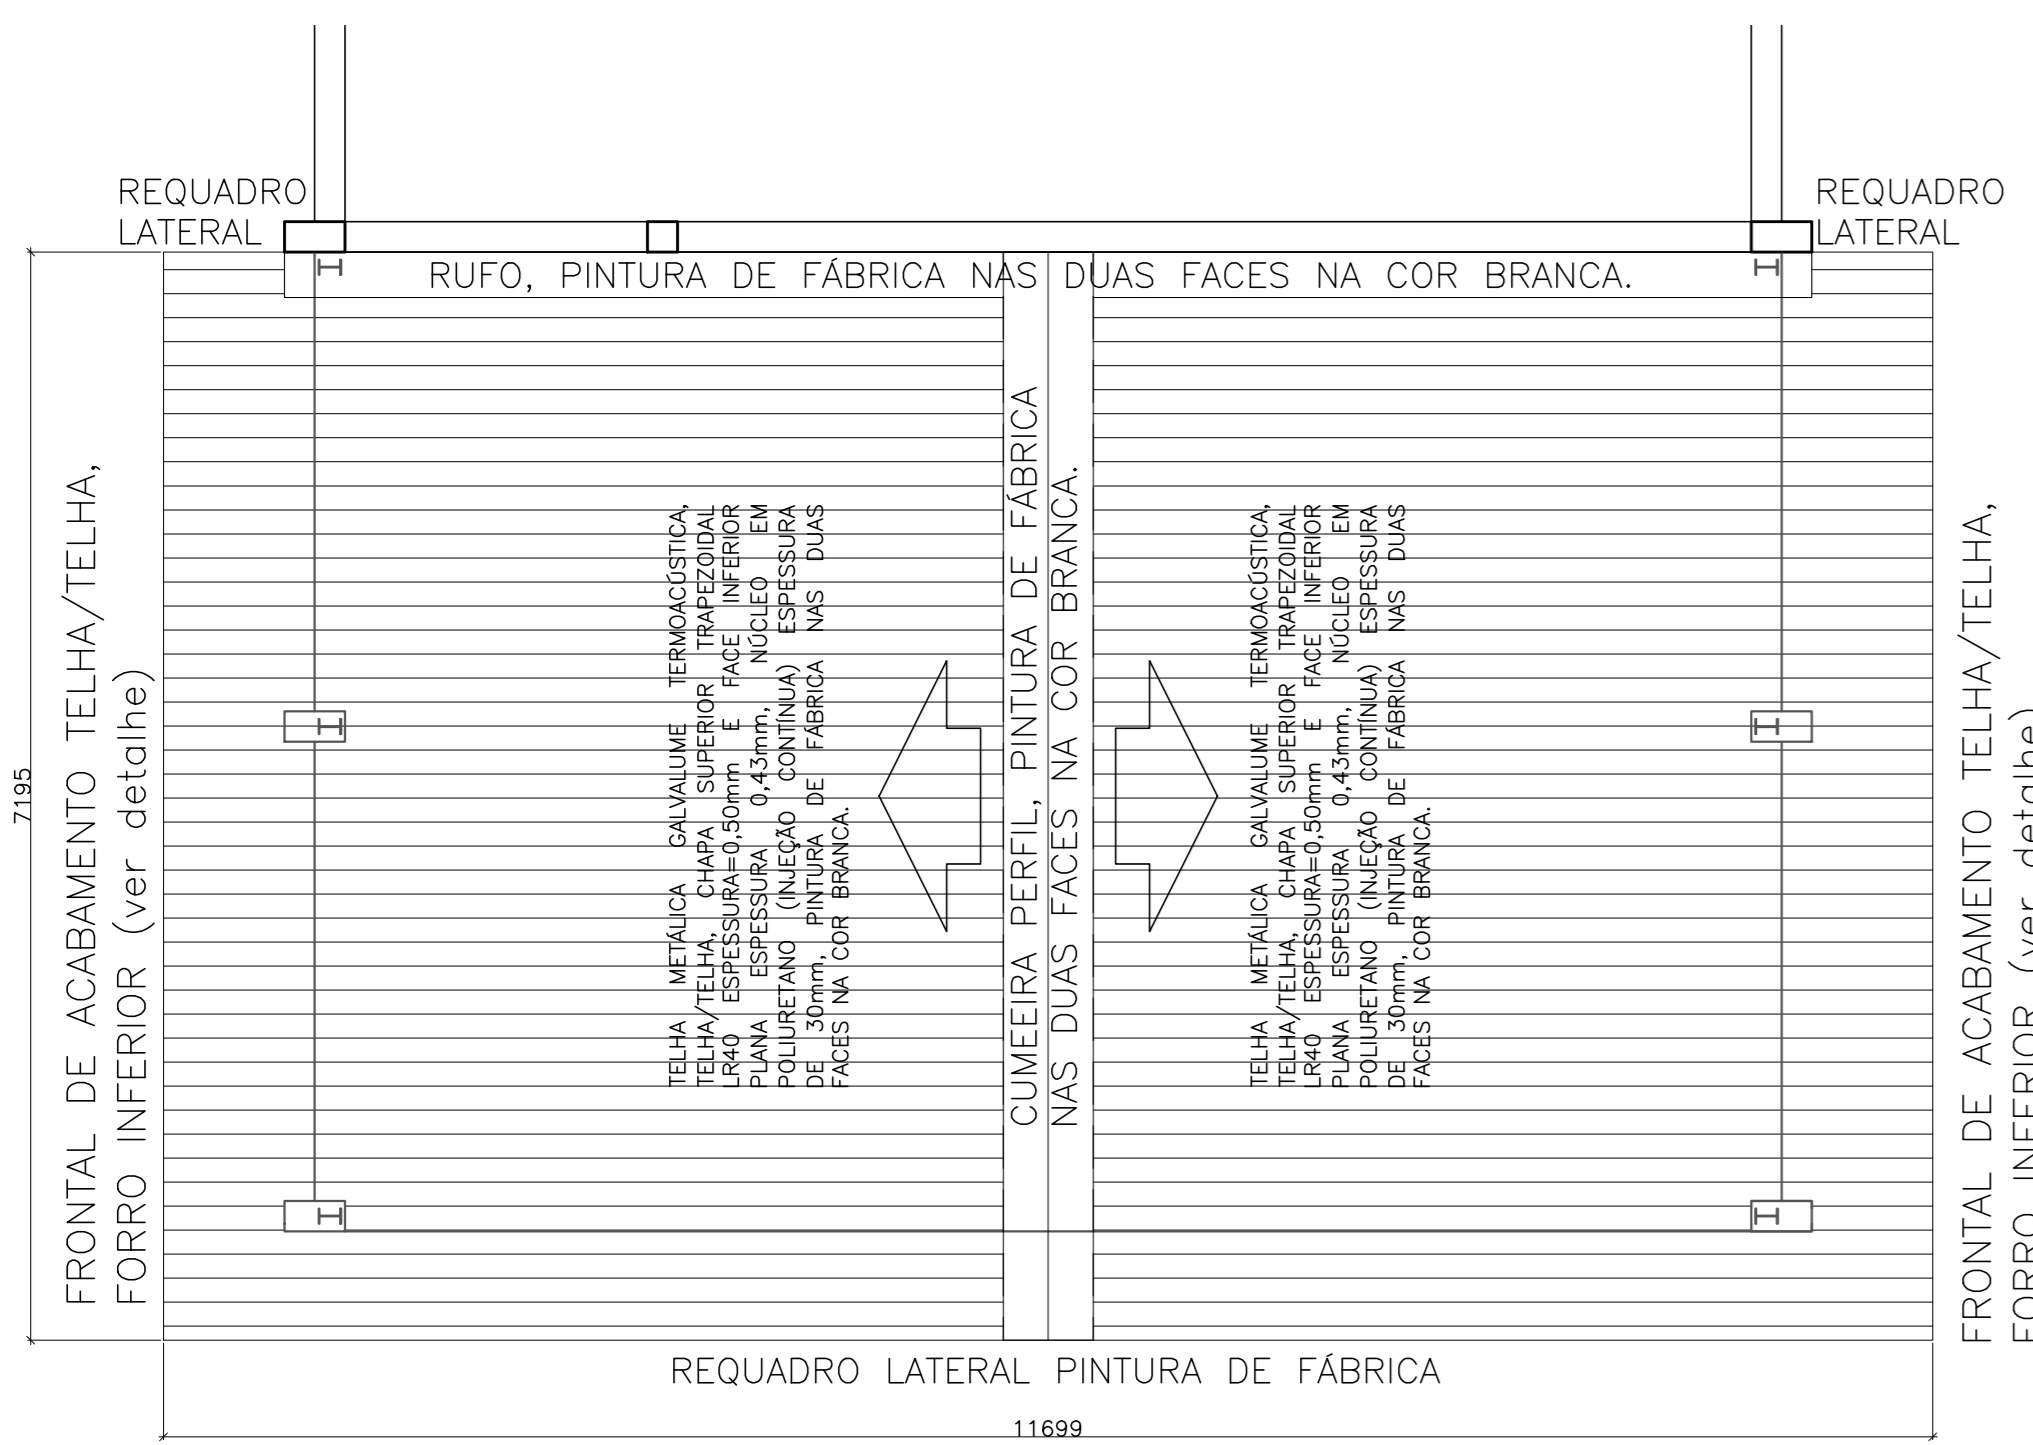 REQUADRO
LATERAL
REQUADRO
LATERAL
RUFO, PINTURA DE FÁBRICA NAS DUAS FACES NA COR BRANCA.
7195
FRONTAL DE ACABAMENTO TELHA/TELHA,
FORRO INFERIOR (ver detalhe)
TELHA METÁLICA GALVALUME TERMOACÚSTICA,
TELHA/TELHA, CHAPA SUPERIOR TRAPEZOIDAL
LR40 ESPESSURA=0,50mm E FACE INFERIOR
PLANA ESPESSURA 0,43mm, NÚCLEO EM
POLIURETANO (INJEÇÃO CONTÍNUA) ESPESSURA
DE 30mm, PINTURA DE FÁBRICA NAS DUAS
FACES NA COR BRANCA.
CUMEEIRA PERFIL, PINTURA DE FÁBRICA
NAS DUAS FACES NA COR BRANCA.
TELHA METÁLICA GALVALUME TERMOACÚSTICA,
TELHA/TELHA, CHAPA SUPERIOR TRAPEZOIDAL
LR40 ESPESSURA=0,50mm E FACE INFERIOR
PLANA ESPESSURA 0,43mm, NÚCLEO EM
POLIURETANO (INJEÇÃO CONTÍNUA) ESPESSURA
DE 30mm, PINTURA DE FÁBRICA NAS DUAS
FACES NA COR BRANCA.
FRONTAL DE ACABAMENTO TELHA/TELHA,
FORRO INFERIOR (ver detalhe)
REQUADRO LATERAL PINTURA DE FÁBRICA
11699